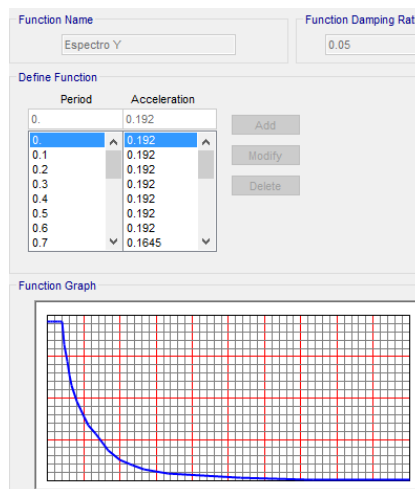 Function Name
Function Damping Rat
Espectro Y
0.05
Define Function
Period Acceleration
0. 0.192
Add
0. 0.192
0.1 0.192
Modify
0.2 0.192
0.3 0.192
Delete
0.4 0.192
0.5 0.192
0.6 0.192
0.7 0.1645
Function Graph